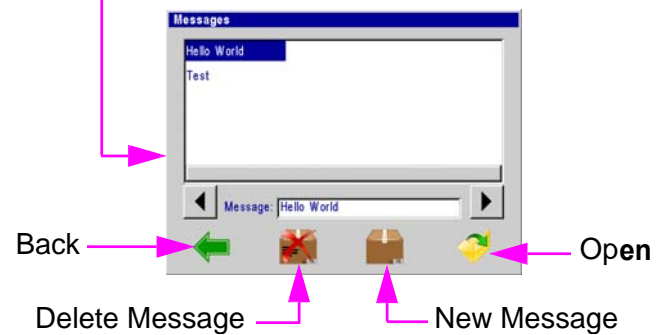 Messages
Hello World
Test
Message: Hello World
Back
Open
Delete Message
New Message